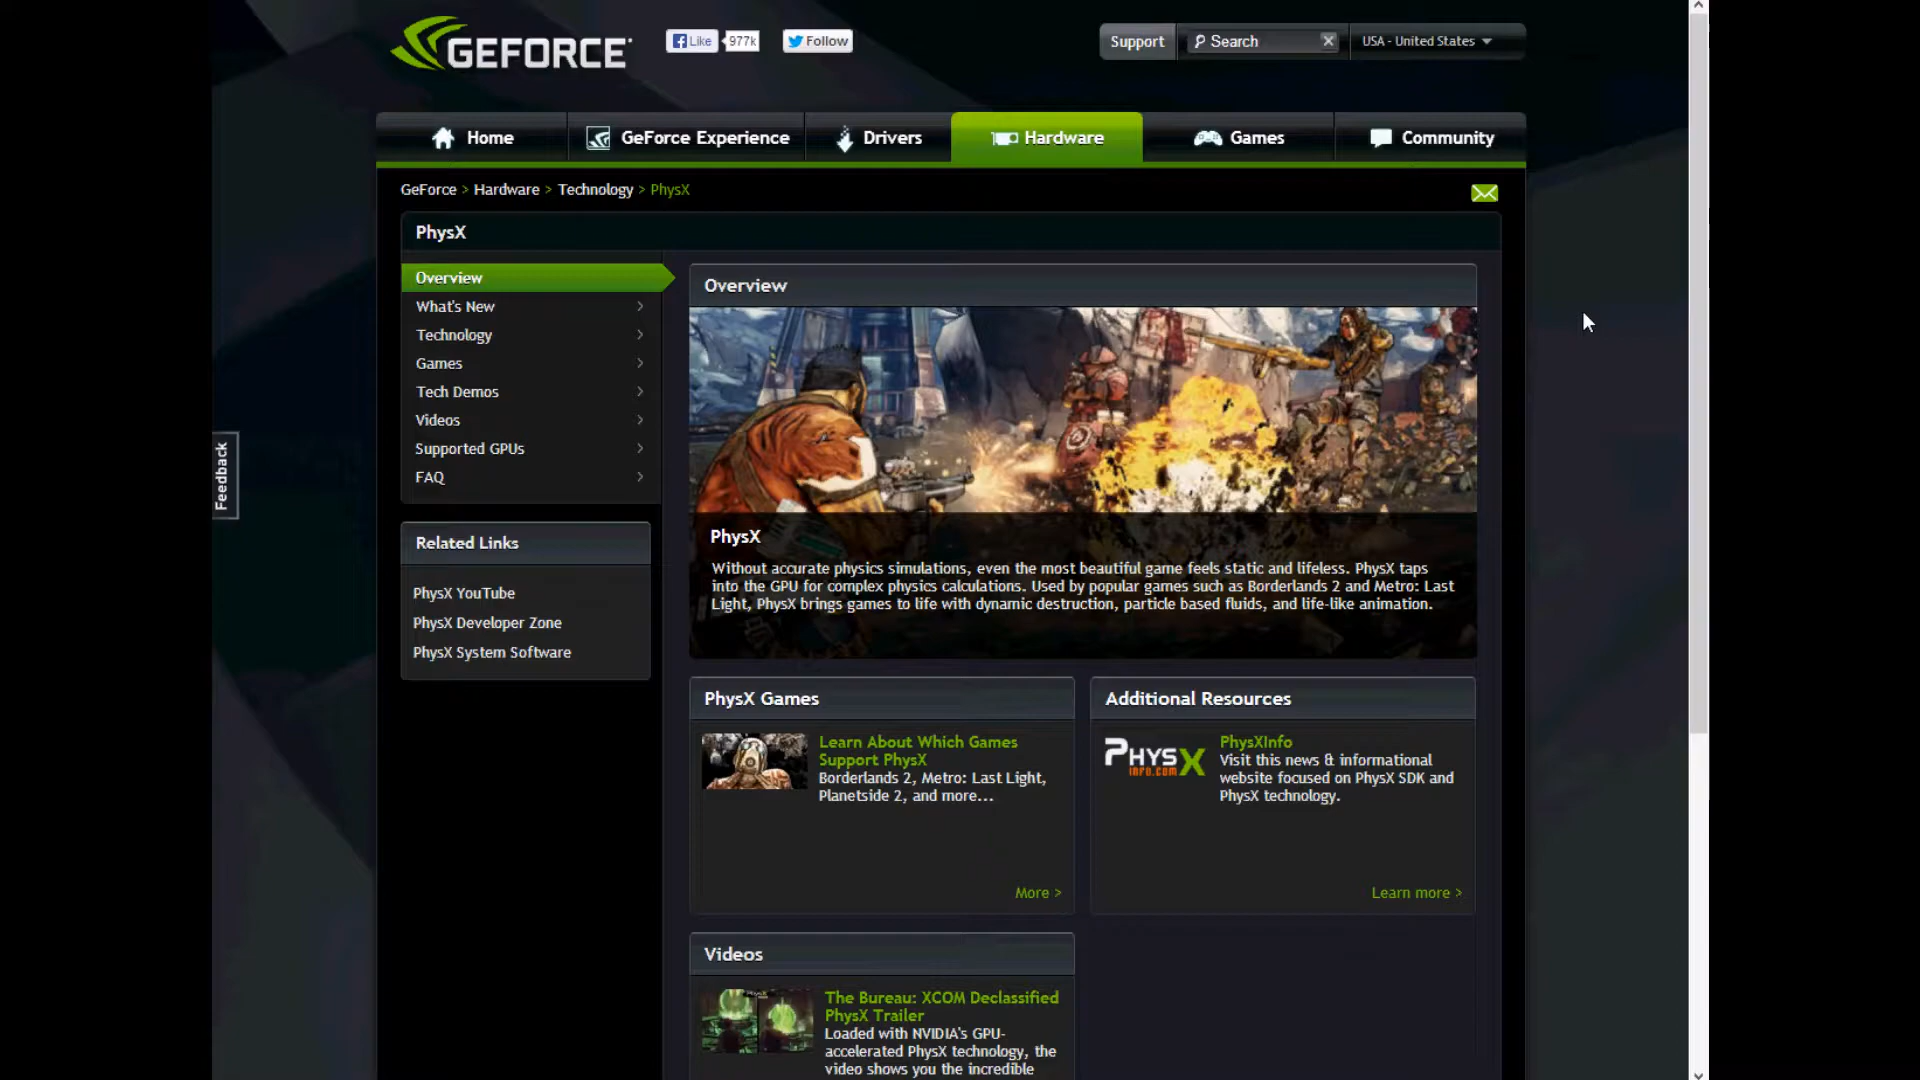 GEFORCE
Like 977k
Follow
Support
Search
USA - United States
Home
GeForce Experience
Drivers
Hardware
Games
Community
GeForce > Hardware > Technology > PhysX
PhysX
Overview
What's New
Technology
Games
Tech Demos
Videos
Supported GPUs
FAQ
Related Links
PhysX YouTube
PhysX Developer Zone
PhysX System Software
Feedback
Overview
PhysX
Without accurate physics simulations, even the most beautiful game feels static and lifeless. PhysX taps
into the GPU for complex physics calculations. Used by popular games such as Borderlands 2 and Metro: Last
Light, PhysX brings games to life with dynamic destruction, particle based fluids, and life-like animation.
PhysX Games
Learn About Which Games
Support PhysX
Borderlands 2, Metro: Last Light,
Planetside 2, and more...
More >
Additional Resources
PHYSX
INFO.COM
PhysXInfo
Visit this news & informational
website focused on PhysX SDK and
PhysX technology.
Learn more >
Videos
The Bureau: XCOM Declassified
PhysX Trailer
Loaded with NVIDIA's GPU-
accelerated PhysX technology, the
video shows you the incredible